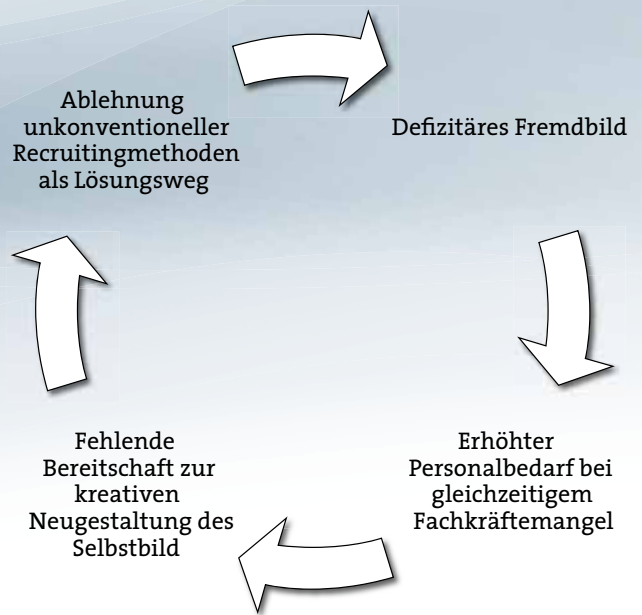 Ablehnung
unkonventioneller
Recruitingmethoden
als Lösungsweg
Defizitäres Fremdbild
Erhöhter
Personalbedarf bei
gleichzeitigem
Fachkräftemangel
Fehlende
Bereitschaft zur
kreativen
Neugestaltung des
Selbstbild